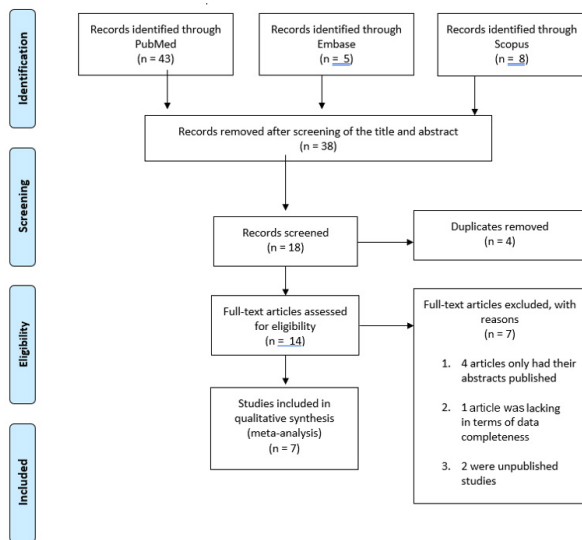 Identification
Records identified through
PubMed
(n = 43)
Records identified through
Embase
(n = 5)
Records identified through
Scopus
(n = 8)
Records removed after screening of the title and abstract
(n = 38)
Screening
Records screened
(n = 18)
Duplicates removed
(n = 4)
Eligibility
Full-text articles assessed
for eligibility
(n = 14)
Full-text articles excluded, with
reasons
(n = 7)
1. 4 articles only had their
abstracts published
2. 1 article was lacking
in terms of data
completeness
3. 2 were unpublished
studies
Studies included in
qualitative synthesis
(meta-analysis)
(n = 7)
Included